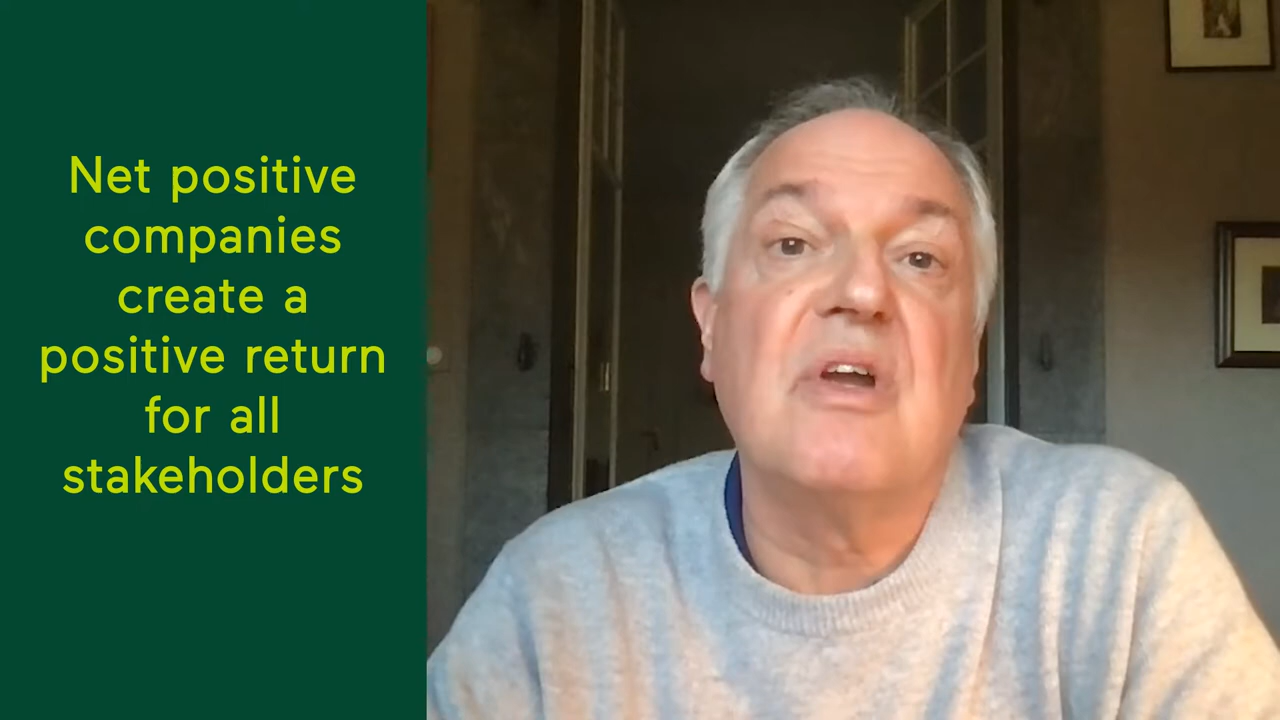 Net positive
companies
create a
positive return
for all
stakeholders